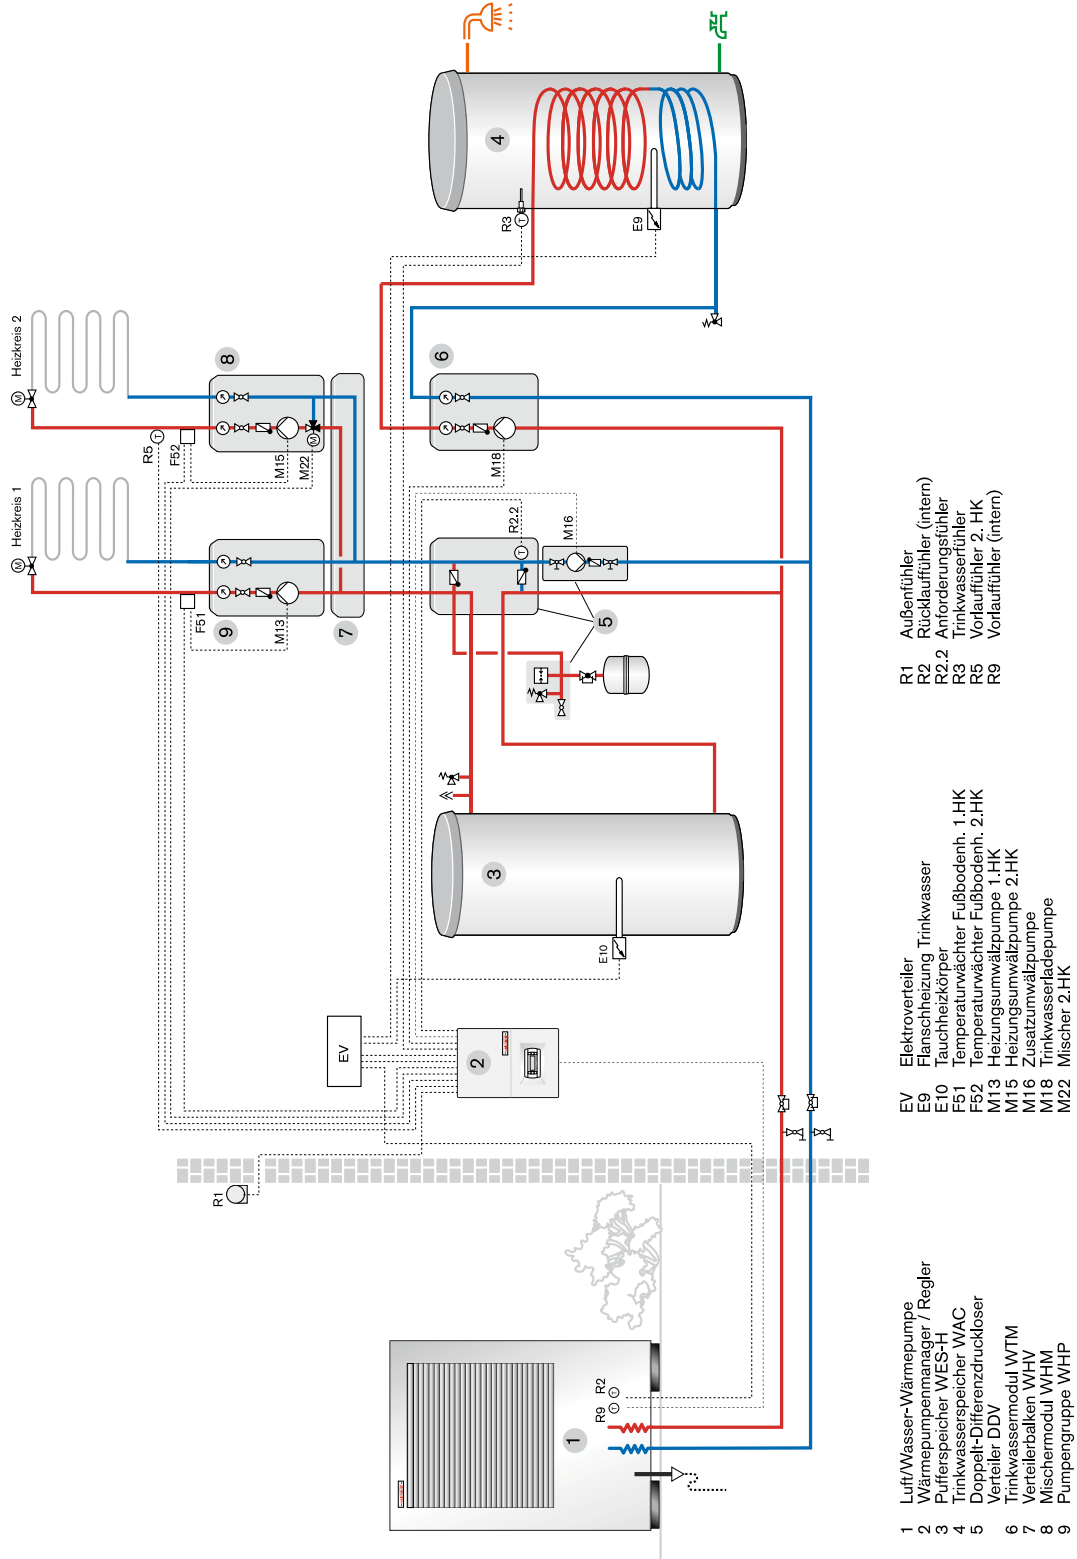 Heizkreis 1
Heizkreis 2
M
M
R5
T
F52
F51
M15
M22
M
M13
8
9
7
6
M18
R2.2
T
M16
5
R3
T
E9
4
3
E10
EV
2
R1
R9
R2
T
T
1
1 Luft/Wasser-Wärmepumpe
2 Wärmepumpenmanager / Regler
3 Pufferspeicher WES-H
4 Trinkwasserspeicher WAC
5 Doppelt-Differenzdruckloser
Verteiler DDV
6 Trinkwassermodul WTM
7 Verteilerbalken WHV
8 Mischermodul WHM
9 Pumpengruppe WHP
EV Elektroverteiler
E9 Flanschheizung Trinkwasser
E10 Tauchheizkörper
F51 Temperaturwächter Fußbodenh. 1.HK
F52 Temperaturwächter Fußbodenh. 2.HK
M13 Heizungsumwälzpumpe 1.HK
M15 Heizungsumwälzpumpe 2.HK
M16 Zusatzumwälzpumpe
M18 Trinkwasserladepumpe
M22 Mischer 2.HK
R1 Außenfühler
R2 Rücklauffühler (intern)
R2.2 Anforderungsfühler
R3 Trinkwasserfühler
R5 Vorlauffühler 2. HK
R9 Vorlauffühler (intern)